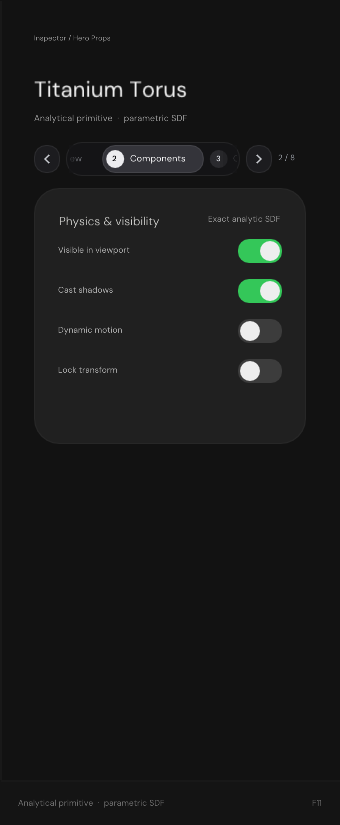 Inspector / Hero Props
Titanium Torus
Analytical primitive · parametric SDF
2 Components 3 2 / 8
Physics & visibility Exact analytic SDF
Visible in viewport
Cast shadows
Dynamic motion
Lock transform
Analytical primitive · parametric SDF F11